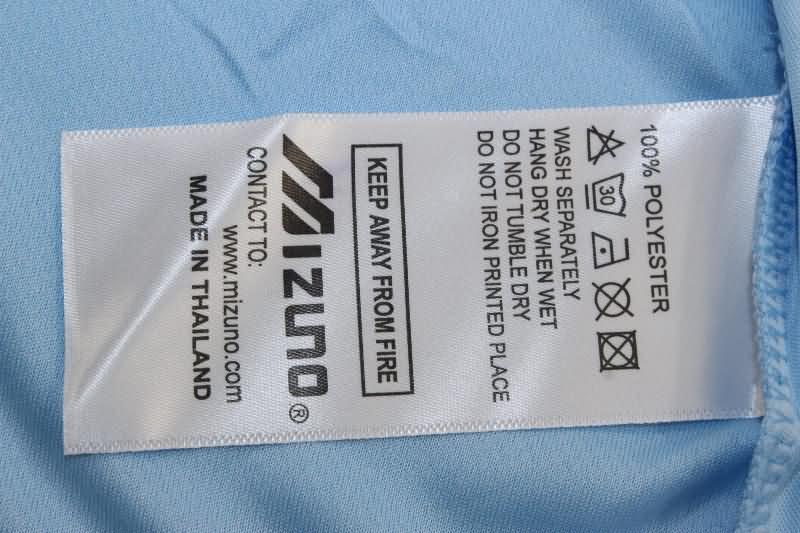 100% POLYESTER
30
WASH SEPARATELY
HANG DRY WHEN WET
DO NOT TUMBLE DRY
DO NOT IRON PRINTED PLACE
KEEP AWAY FROM FIRE
MIZUNO®
CONTACT TO:
www.mizuno.com
MADE IN THAILAND